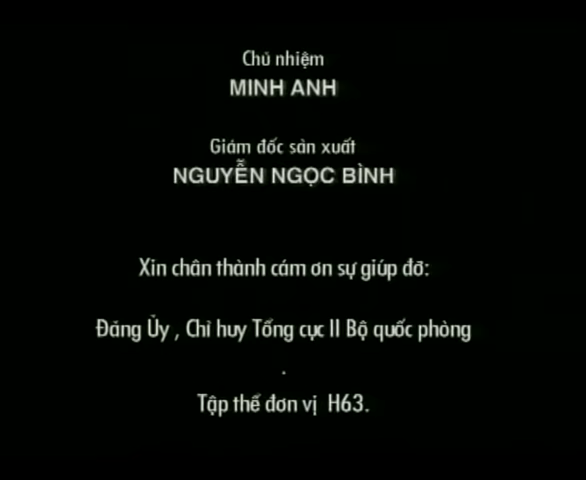 Chủ nhiệm
MINH ANH
Giám đốc sản xuất
NGUYỄN NGỌC BÌNH
Xin chân thành cám ơn sự giúp đỡ:
Đảng Ủy , Chỉ huy Tổng cục II Bộ quốc phòng
.
Tập thể đơn vị H63.